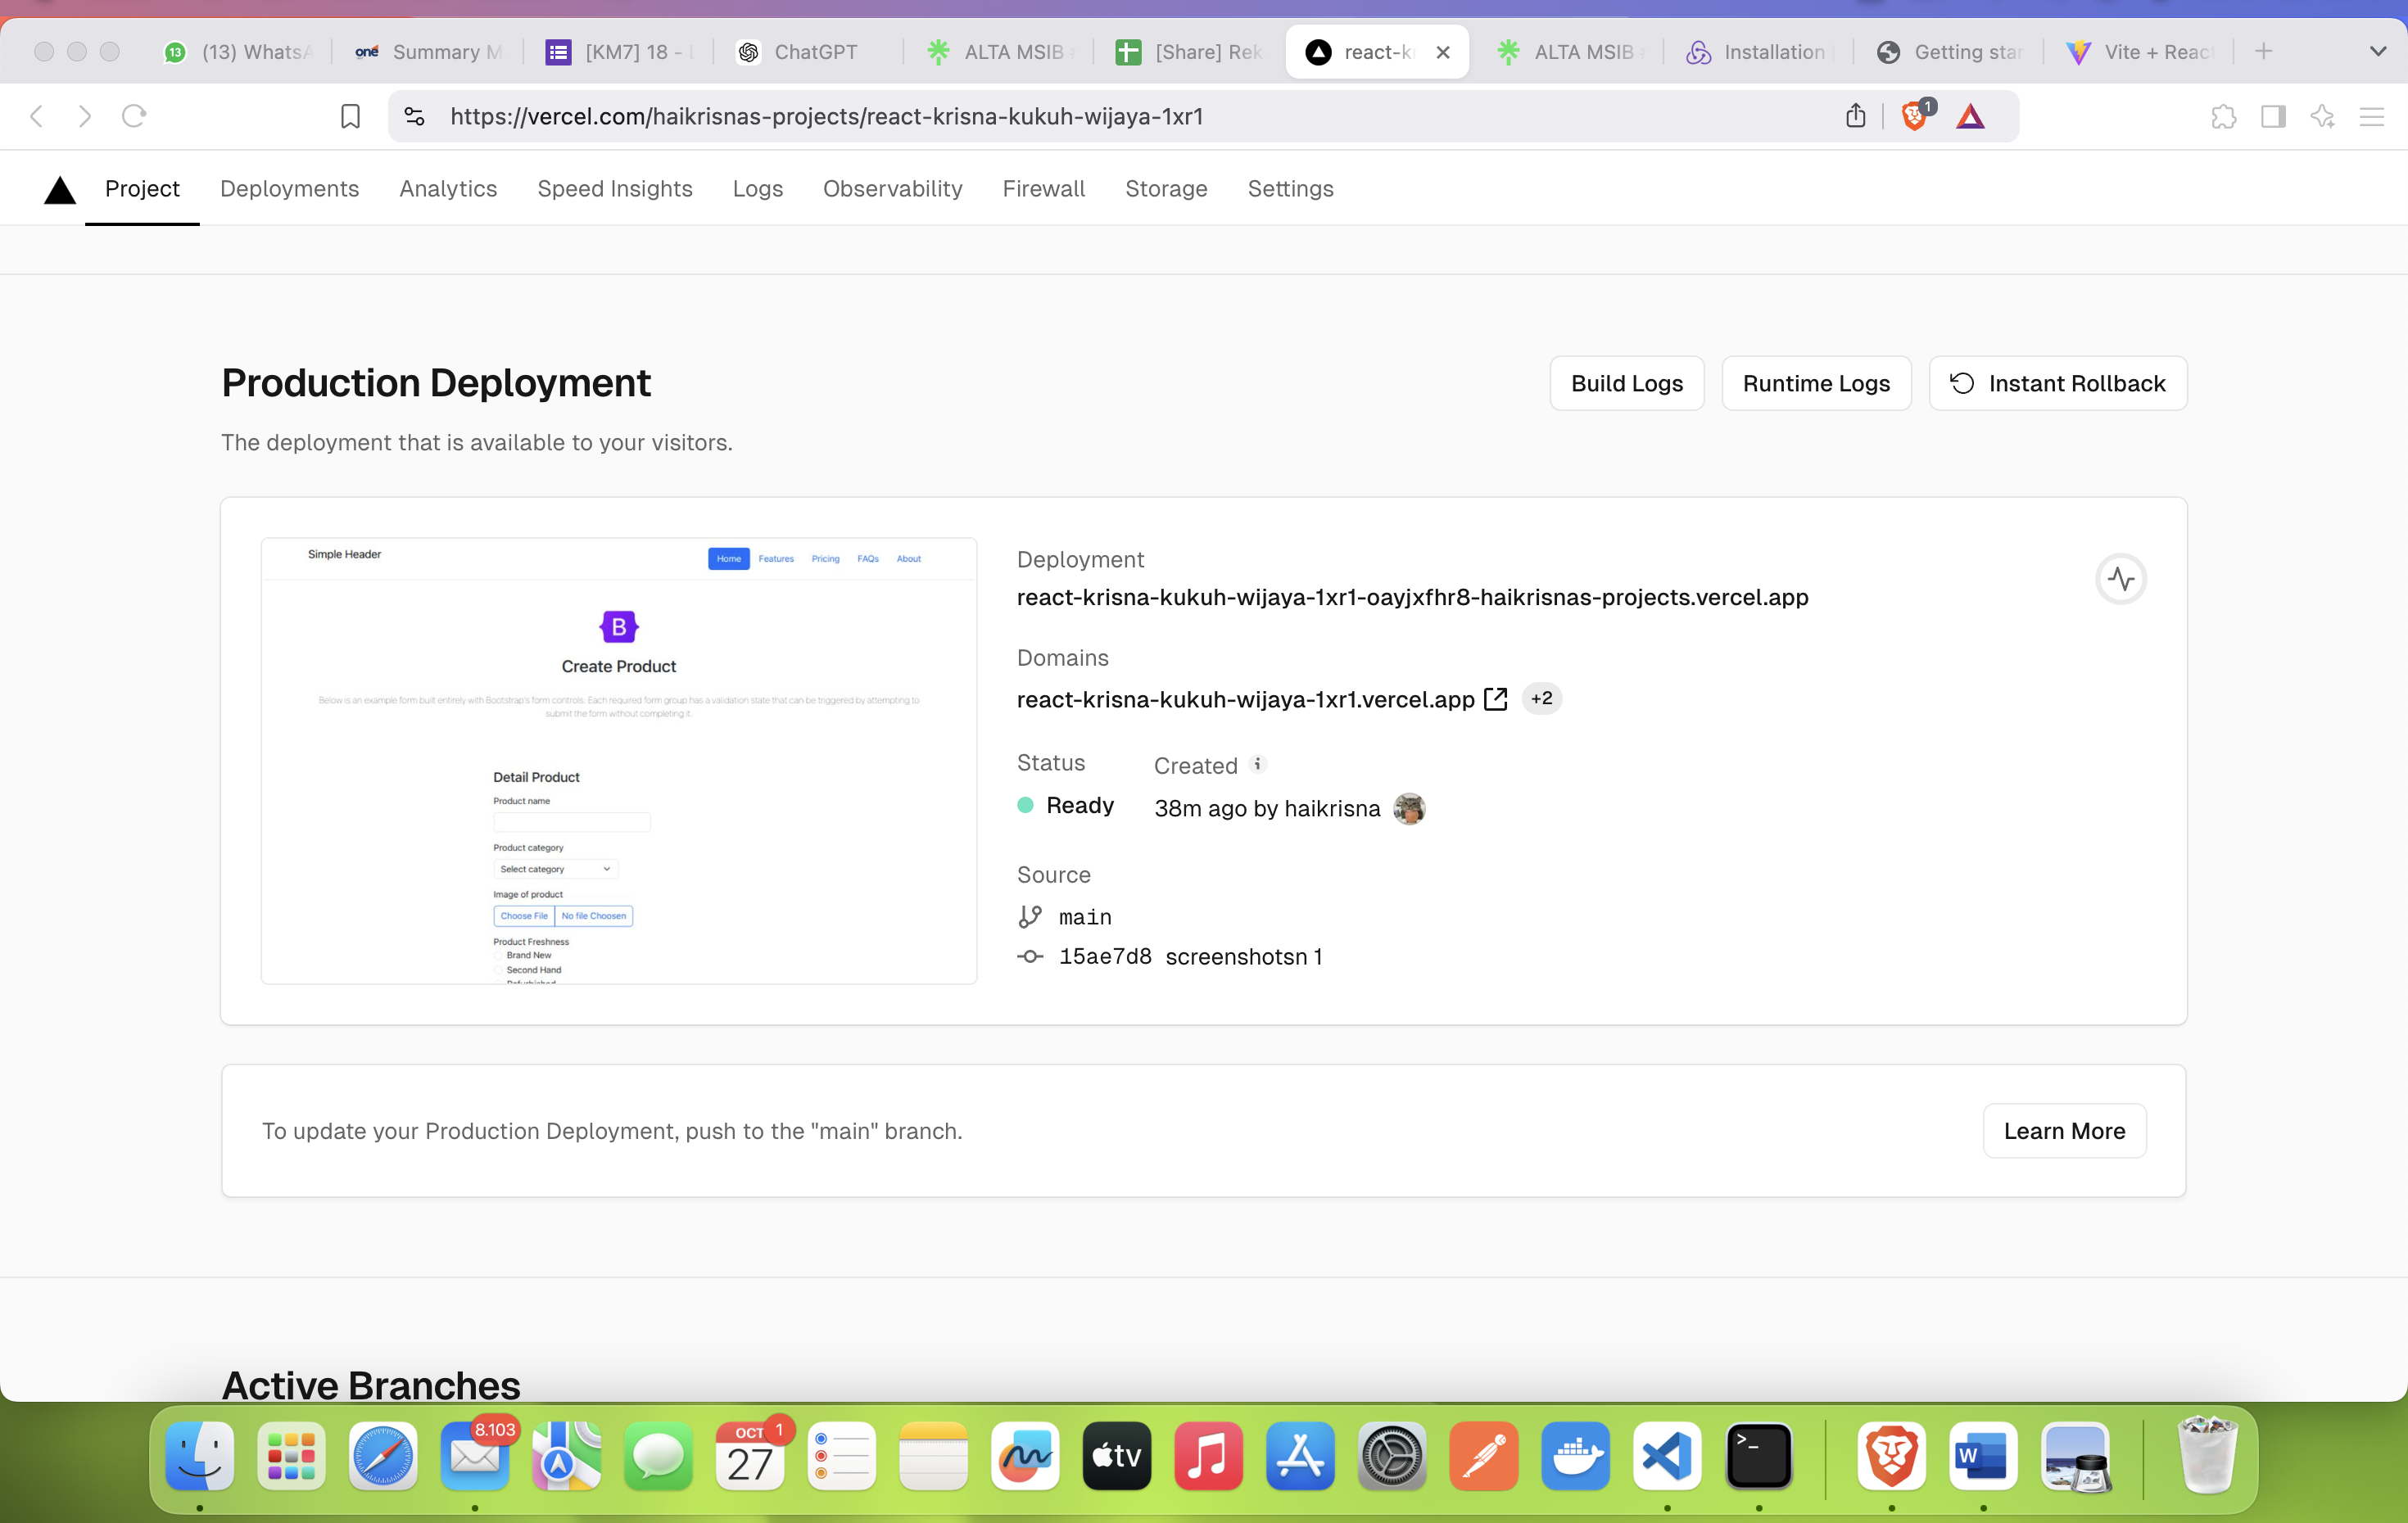 13 (13) WhatsA one Summary M [KM7] 18 - ChatGPT ALTA MSIB [Share] Rek react-k ALTA MSIB Installation Getting star Vite + Reac
https://vercel.com/haikrisnas-projects/react-krisna-kukuh-wijaya-1xr1 1
Project Deployments Analytics Speed Insights Logs Observability Firewall Storage Settings
Production Deployment
Build Logs Runtime Logs Instant Rollback
The deployment that is available to your visitors.
Simple Header Home Features Pricing FAQs About
B
Create Product
Below is an example form built entirely with Bootstrap's form controls. Each required form group has a validation state that can be triggered by attempting to
submit the form without completing it.
Detail Product
Product name
Product category
Select category
Image of product
Choose File No file Choosen
Product Freshness
Brand New
Second Hand
Refurbished
Deployment
react-krisna-kukuh-wijaya-1xr1-oayjxfhr8-haikrisnas-projects.vercel.app
Domains
react-krisna-kukuh-wijaya-1xr1.vercel.app +2
Status Created
Ready 38m ago by haikrisna
Source
main
15ae7d8 screenshotsn 1
To update your Production Deployment, push to the "main" branch.
Learn More
Active Branches
8.103 OCT 1
27
tv
W